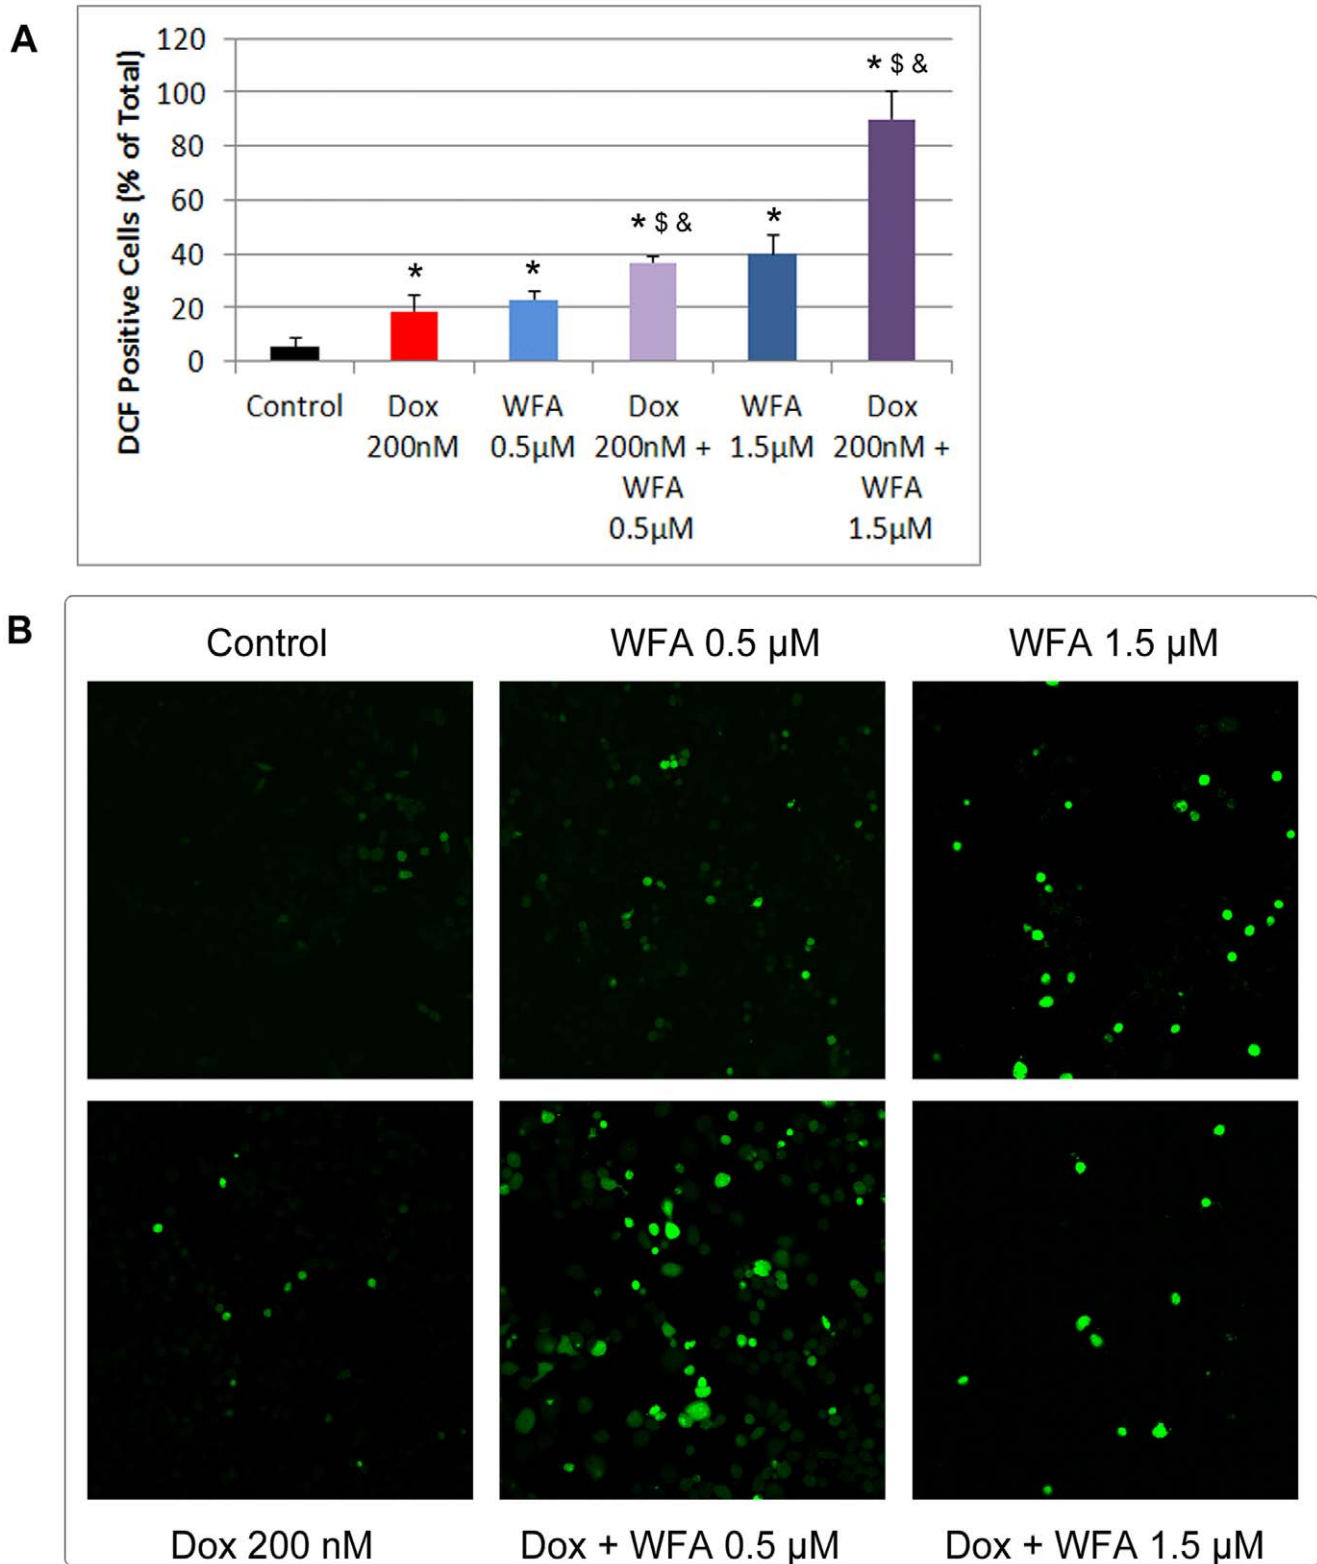 A
DCF Positive Cells (% of Total)
120
100
80
60
40
20
0
*
*
* $ &
*
* $ &
Control
Dox
200nM
WFA
0.5µM
Dox
200nM +
WFA
0.5µM
WFA
1.5µM
Dox
200nM +
WFA
1.5µM
B
Control
WFA 0.5 µM
WFA 1.5 µM
Dox 200 nM
Dox + WFA 0.5 µM
Dox + WFA 1.5 µM